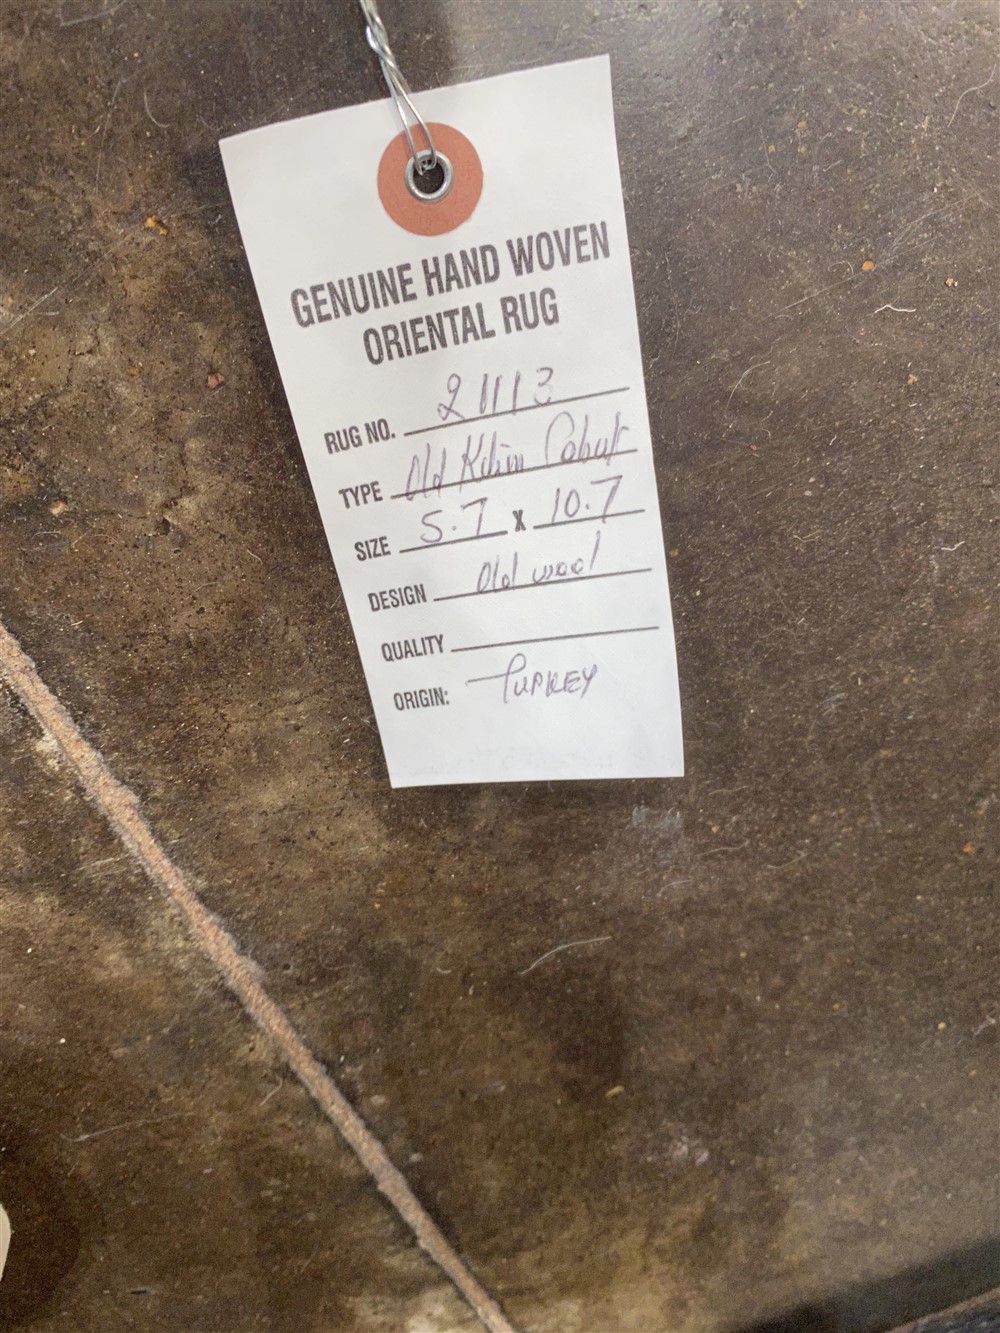 GENUINE HAND WOVEN
ORIENTAL RUG
RUG NO. 21113
TYPE Old Kilim
SIZE 5.7 x 10.7
DESIGN Old wool
QUALITY
ORIGIN: TURKEY